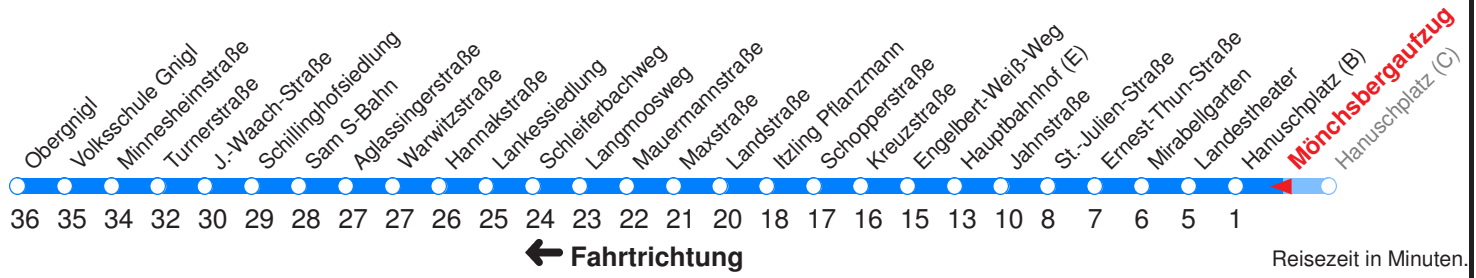 Obergnigl
Volksschule Gnigl
Minnesheimstraße
Turnerstraße
J.-Waach-Straße
Schillinghofsiedlung
Sam S-Bahn
Aglassingerstraße
Warwitzstraße
Hannakstraße
Lankessiedlung
Schleiferbachweg
Langmoosweg
Mauermannstraße
Maxstraße
Landstraße
Itzling Pflanzmann
Schopperstraße
Kreuzstraße
Engelbert-Weiß-Weg
Hauptbahnhof (E)
Jahnstraße
St.-Julien-Straße
Ernest-Thun-Straße
Mirabellgarten
Landestheater
Hanuschplatz (B)
Mönchsbergaufzug
Hanuschplatz (C)
36 35 34 32 30 29 28 27 27 26 25 24 23 22 21 20 18 17 16 15 13 10 8 7 6 5 1
← Fahrtrichtung
Reisezeit in Minuten.